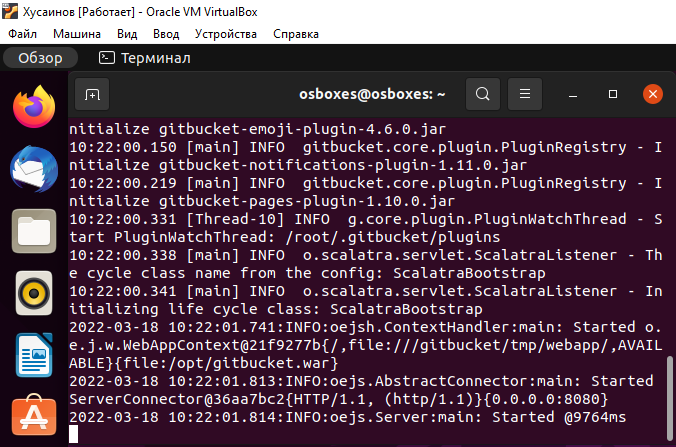 Хусаинов [Работает] - Oracle VM VirtualBox
Файл Машина Вид Ввод Устройства Справка
Обзор Терминал
osboxes@osboxes: ~
nitialize gitbucket-emoji-plugin-4.6.0.jar
10:22:00.150 [main] INFO  gitbucket.core.plugin.PluginRegistry - I
nitialize gitbucket-notifications-plugin-1.11.0.jar
10:22:00.219 [main] INFO  gitbucket.core.plugin.PluginRegistry - I
nitialize gitbucket-pages-plugin-1.10.0.jar
10:22:00.331 [Thread-10] INFO  g.core.plugin.PluginWatchThread - S
tart PluginWatchThread: /root/.gitbucket/plugins
10:22:00.338 [main] INFO  o.scalatra.servlet.ScalatraListener - Th
e cycle class name from the config: ScalatraBootstrap
10:22:00.341 [main] INFO  o.scalatra.servlet.ScalatraListener - In
itializing life cycle class: ScalatraBootstrap
2022-03-18 10:22:01.741:INFO:oejsh.ContextHandler:main: Started o.
e.j.w.WebAppContext@21f9277b{/,file:///gitbucket/tmp/webapp/,AVAIL
ABLE}{file:/opt/gitbucket.war}
2022-03-18 10:22:01.813:INFO:oejs.AbstractConnector:main: Started 
ServerConnector@36aa7bc2{HTTP/1.1, (http/1.1)}{0.0.0.0:8080}
2022-03-18 10:22:01.814:INFO:oejs.Server:main: Started @9764ms